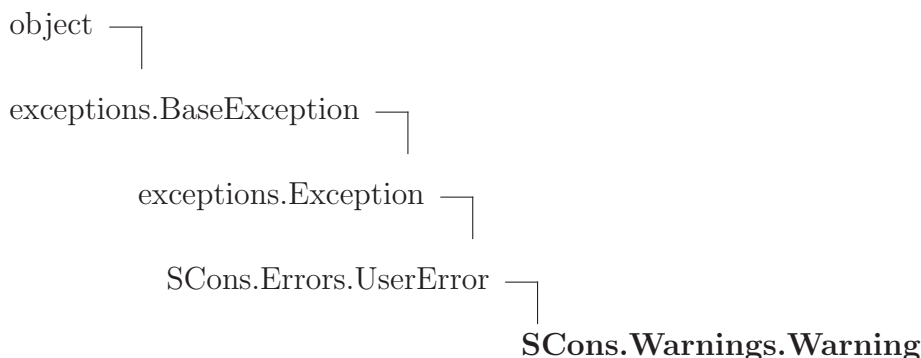 object
exceptions.BaseException
exceptions.Exception
SCons.Errors.UserError
SCons.Warnings.Warning